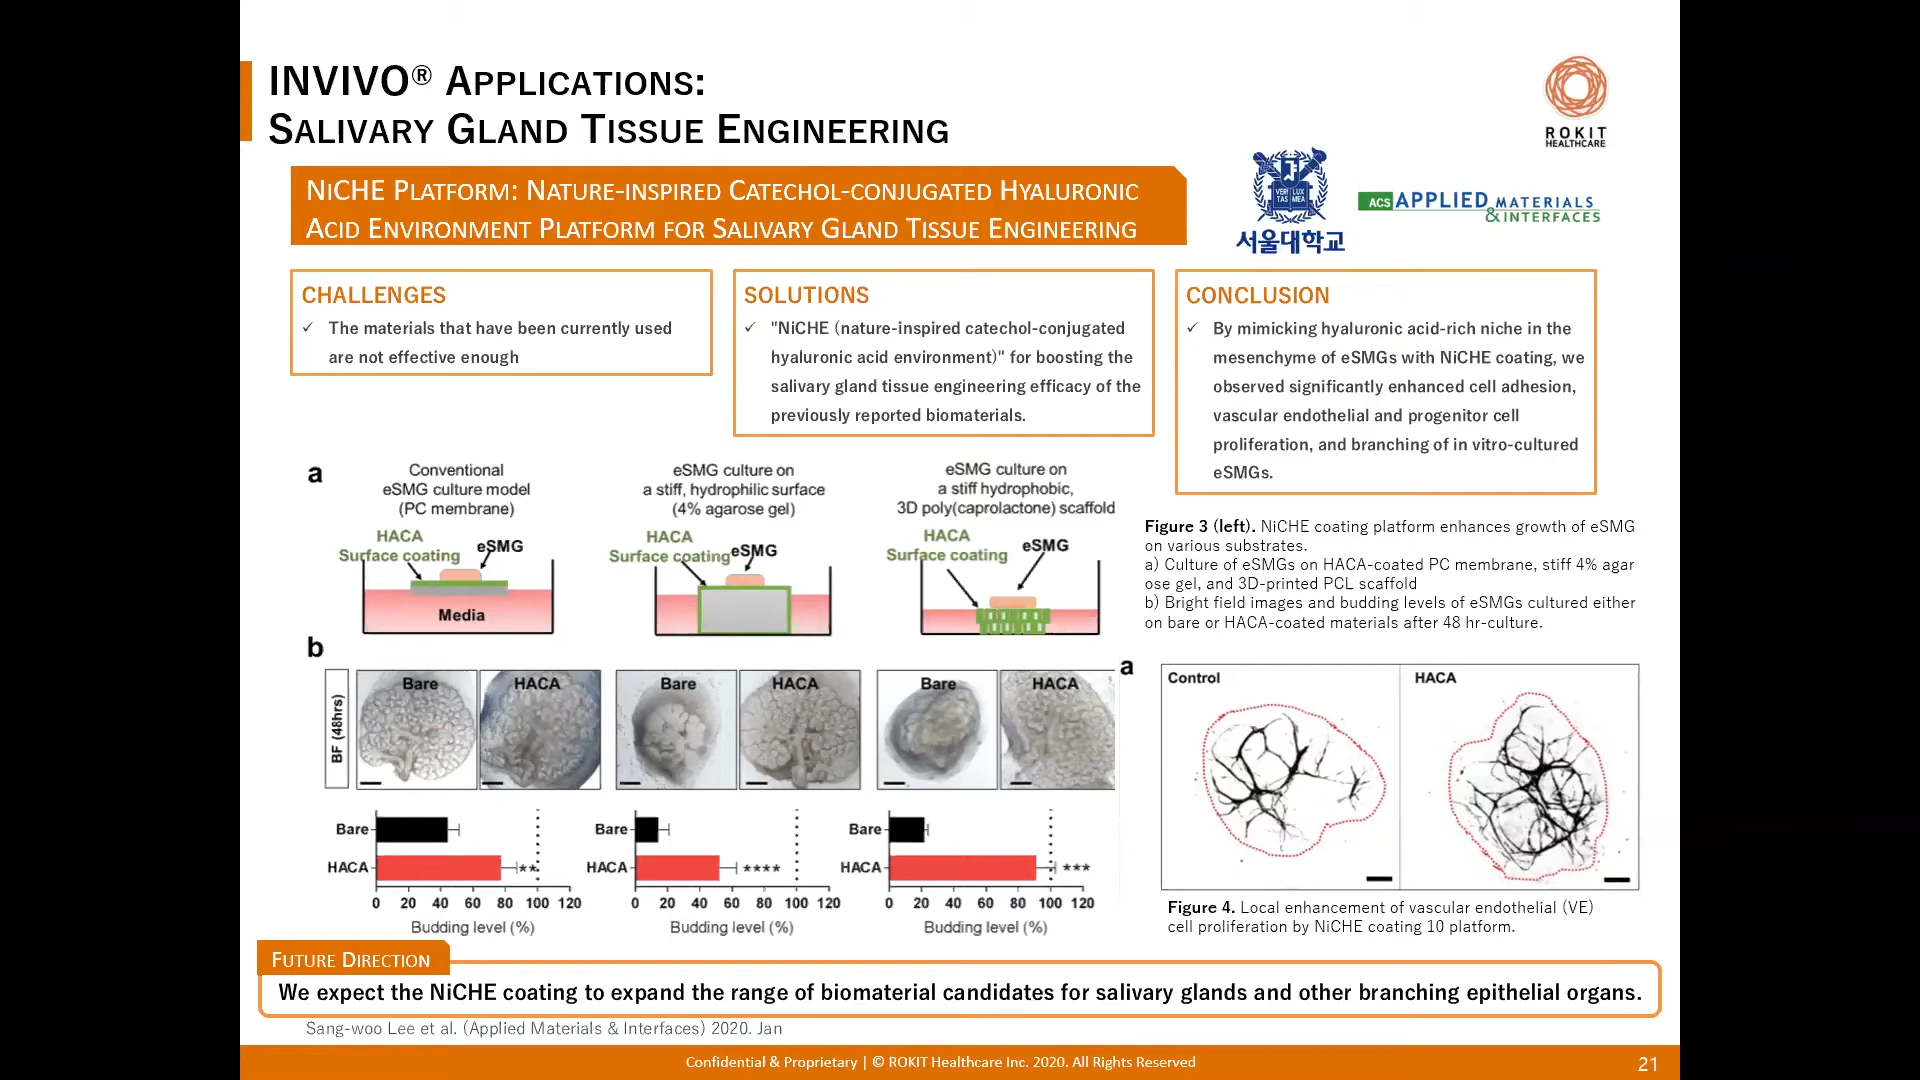 INVIVO® APPLICATIONS:
SALIVARY GLAND TISSUE ENGINEERING
ROKIT
HEALTHCARE
NICHE PLATFORM: NATURE-INSPIRED CATECHOL-CONJUGATED HYALURONIC
ACID ENVIRONMENT PLATFORM FOR SALIVARY GLAND TISSUE ENGINEERING
VERI LUX
TAS MEA
서울대학교
ACS APPLIED MATERIALS
&INTERFACES
CHALLENGES
✓ The materials that have been currently used
are not effective enough
SOLUTIONS
✓ "NiCHE (nature-inspired catechol-conjugated
hyaluronic acid environment)" for boosting the
salivary gland tissue engineering efficacy of the
previously reported biomaterials.
CONCLUSION
✓ By mimicking hyaluronic acid-rich niche in the
mesenchyme of eSMGs with NiCHE coating, we
observed significantly enhanced cell adhesion,
vascular endothelial and progenitor cell
proliferation, and branching of in vitro-cultured
eSMGs.
a
Conventional
eSMG culture model
(PC membrane)
HACA
Surface coating
eSMG
Media
eSMG culture on
a stiff, hydrophilic surface
(4% agarose gel)
HACA
Surface coating
eSMG
eSMG culture on
a stiff hydrophobic,
3D poly(caprolactone) scaffold
HACA
Surface coating
eSMG
b
BF (48hrs)
Bare
HACA
Bare
HACA
Bare
HACA
Bare
HACA
**
0 20 40 60 80 100 120
Budding level (%)
Bare
HACA
****
0 20 40 60 80 100 120
Budding level (%)
Bare
HACA
***
0 20 40 60 80 100 120
Budding level (%)
Figure 3 (left). NiCHE coating platform enhances growth of eSMG
on various substrates.
a) Culture of eSMGs on HACA-coated PC membrane, stiff 4% agar
ose gel, and 3D-printed PCL scaffold
b) Bright field images and budding levels of eSMGs cultured either
on bare or HACA-coated materials after 48 hr-culture.
a
Control
HACA
Figure 4. Local enhancement of vascular endothelial (VE)
cell proliferation by NiCHE coating 10 platform.
FUTURE DIRECTION
We expect the NiCHE coating to expand the range of biomaterial candidates for salivary glands and other branching epithelial organs.
Sang-woo Lee et al. (Applied Materials & Interfaces) 2020. Jan
Confidential & Proprietary | © ROKIT Healthcare Inc. 2020. All Rights Reserved
21